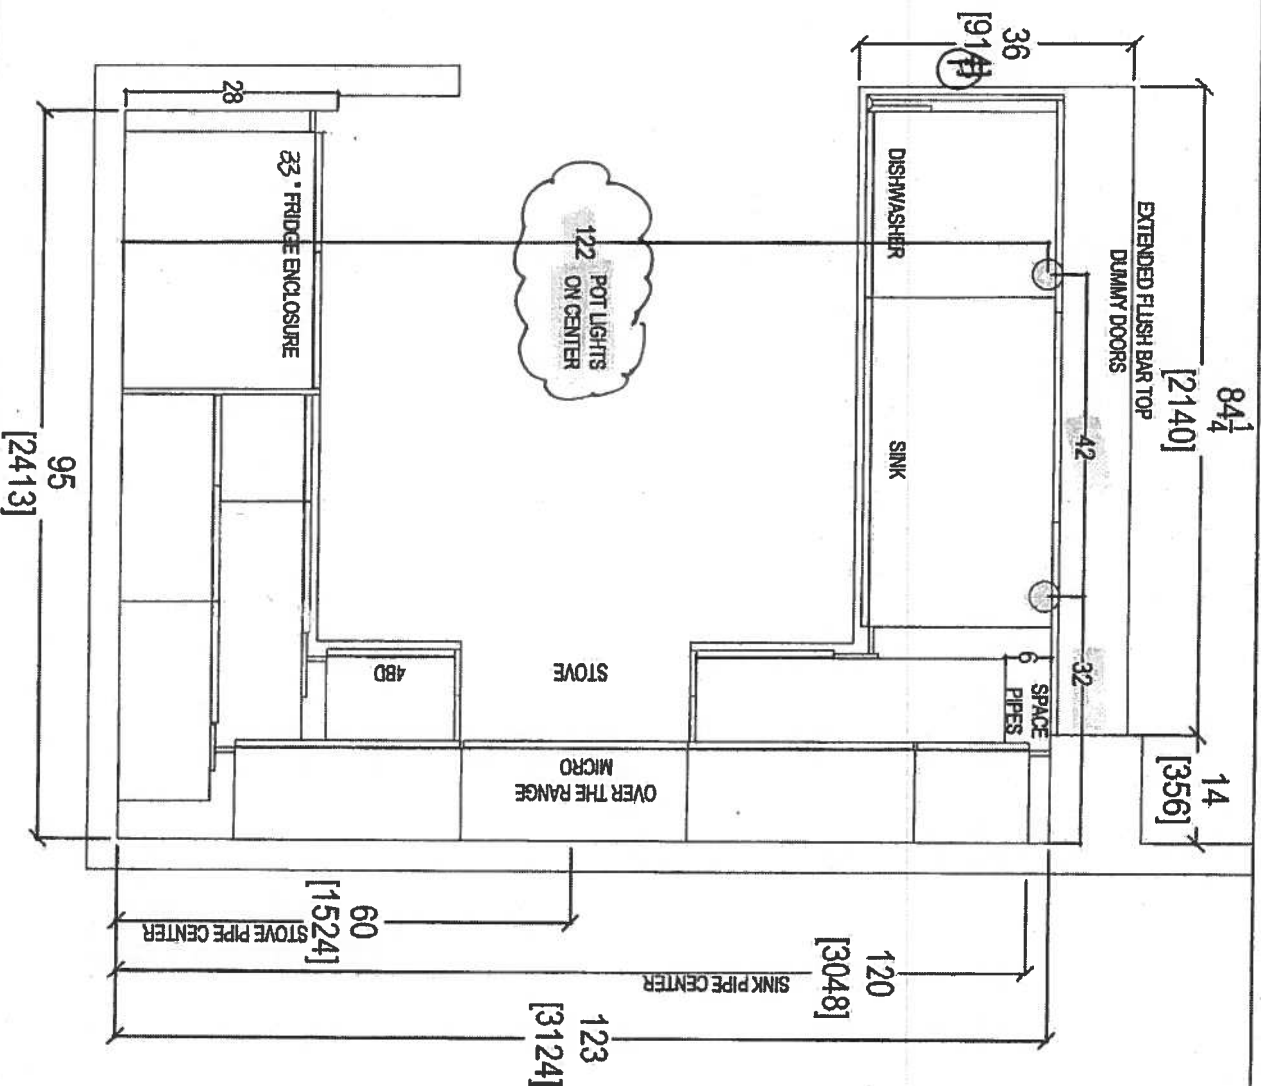 36
[914]
28
33" FRIDGE ENCLOSURE
122 POT LIGHTS
ON CENTER
DISHWASHER
EXTENDED FLUSH BAR TOP
DUMMY DOORS
84 1/4
[2140]
42
SINK
95
[2413]
4BD
STOVE
6
SPACE
PIPES
32
14
[356]
OVER THE RANGE
MICRO
60
[1524]
STOVE PIPE CENTER
120
[3048]
SINK PIPE CENTER
123
[3124]